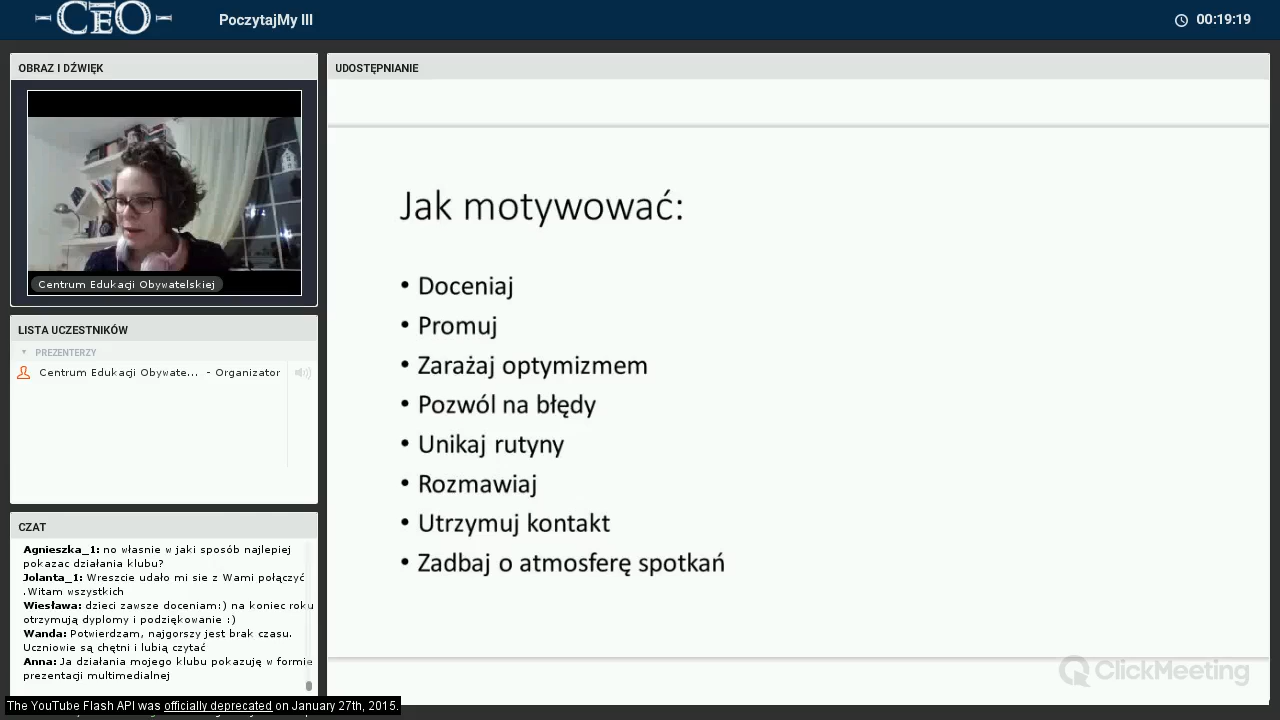 CEO
PoczytajMy III
00:19:19
OBRAZ I DŹWIĘK
Centrum Edukacji Obywatelskiej
LISTA UCZESTNIKÓW
PREZENTERZY
Centrum Edukacji Obywate... - Organizator
CZAT
Agnieszka_1: no własnie w jaki sposób najlepiej
pokazac działania klubu?
Jolanta_1: Wreszcie udało mi sie z Wami połączyć
.Witam wszystkich
Wiesława: dzieci zawsze doceniam:) na koniec roku
otrzymują dyplomy i podziękowanie :)
Wanda: Potwierdzam, najgorszy jest brak czasu.
Uczniowie są chętni i lubią czytać
Anna: Ja działania mojego klubu pokazuję w formie
prezentacji multimedialnej
The YouTube Flash API was officially deprecated on January 27th, 2015.
UDOSTĘPNIANIE
Jak motywować:
• Doceniaj
• Promuj
• Zarażaj optymizmem
• Pozwól na błędy
• Unikaj rutyny
• Rozmawiaj
• Utrzymuj kontakt
• Zadbaj o atmosferę spotkań
ClickMeeting